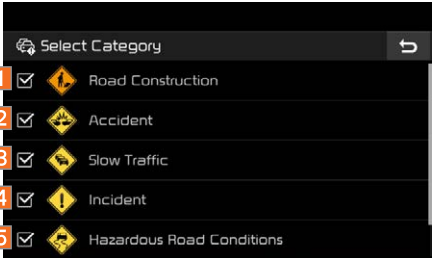 Select Category
1 Road Construction
2 Accident
3 Slow Traffic
4 Incident
5 Hazardous Road Conditions